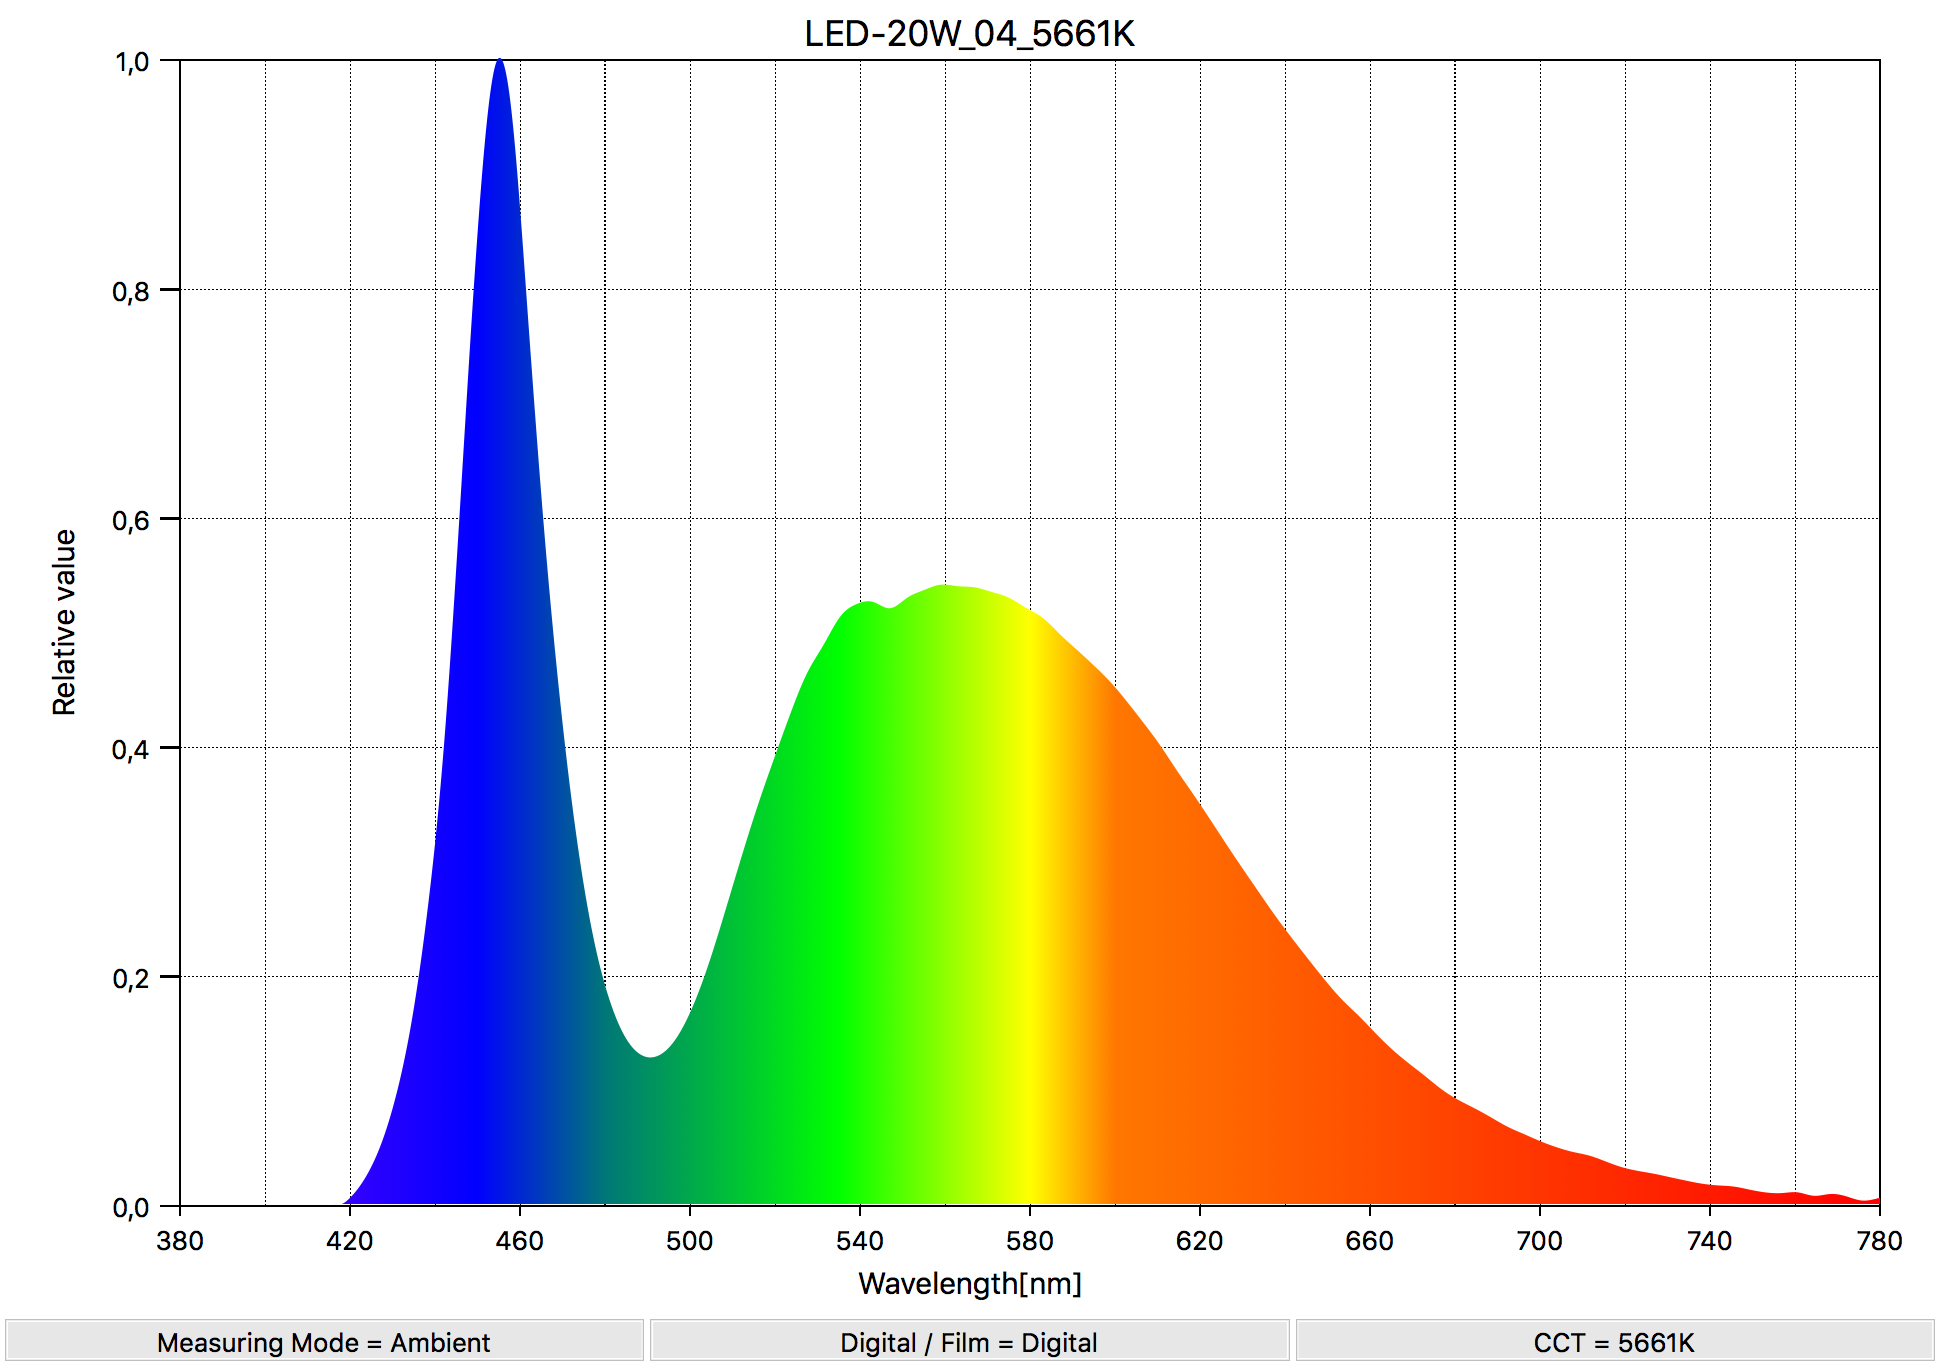 LED-20W_04_5661K
1,0
0,8
0,6
0,4
0,2
0,0
Relative value
380 420 460 500 540 580 620 660 700 740 780
Wavelength[nm]
Measuring Mode = Ambient
Digital / Film = Digital
CCT = 5661K